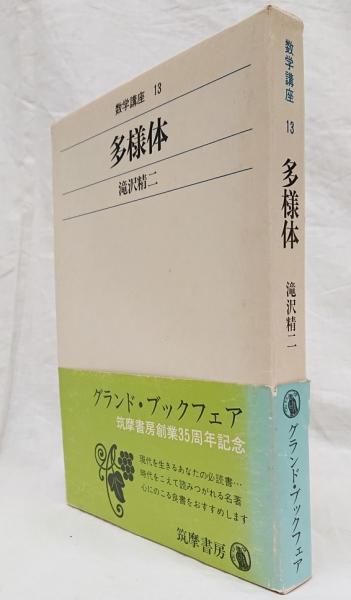 数学講座 13
多様体
滝沢精二
グランド・ブックフェア
筑摩書房創業35周年記念
現代を生きるあなたの必読書…
時代をこえて読みつがれる名著
心にのこる良書をおすすめします
筑摩書房
数学講座
13
多様体
滝沢精二
グランド・ブックフェア